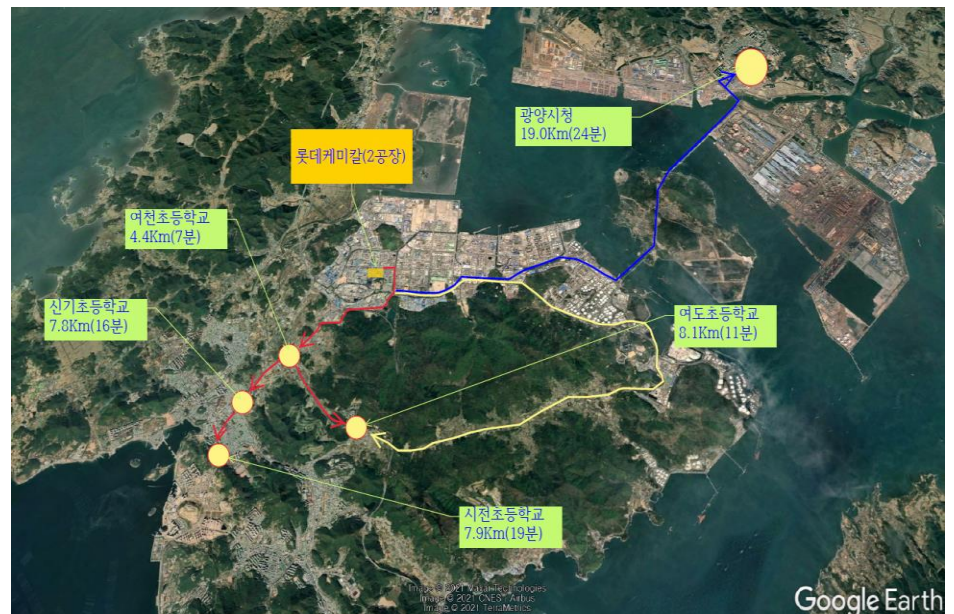 광양시청
19.0Km(24분)
롯데케미칼(2공장)
여천초등학교
4.4Km(7분)
신기초등학교
7.8Km(16분)
여도초등학교
8.1Km(11분)
시전초등학교
7.9Km(19분)
Image © 2021 Maxar Technologies
Image © 2021 CNES / Airbus
Image © 2021 TerraMetrics
Google Earth